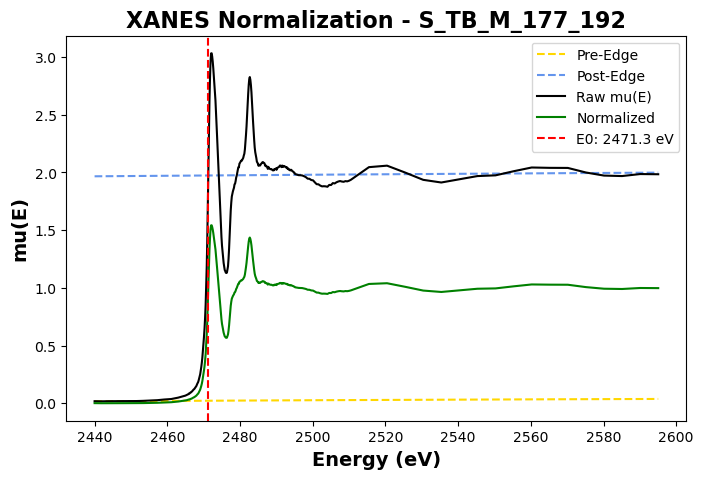 XANES Normalization - S_TB_M_177_192
mu(E)
3.0
2.5
2.0
1.5
1.0
0.5
0.0
Pre-Edge
Post-Edge
Raw mu(E)
Normalized
E0: 2471.3 eV
2440 2460 2480 2500 2520 2540 2560 2580 2600
Energy (eV)